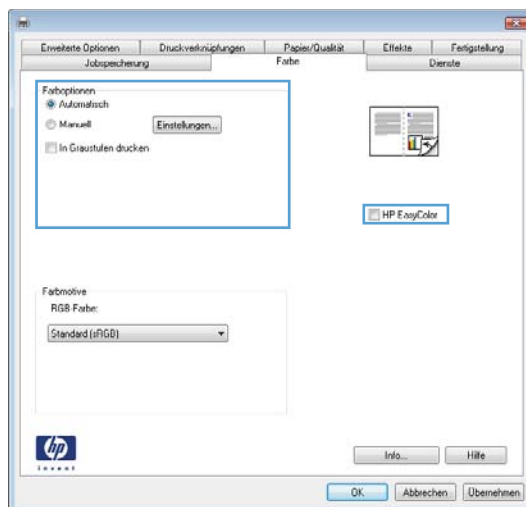 Erweiterte Optionen Druckverknüpfungen Papier/Qualität Effekte Fertigstellung
Jobspeicherung Farbe Dienste
Farboptionen
Automatisch
Manuell Einstellungen...
In Graustufen drucken
HP EasyColor
Farbmotive
RGB-Farbe:
Standard (sRGB)
hp
invent
Info... Hilfe
OK Abbrechen Übernehmen